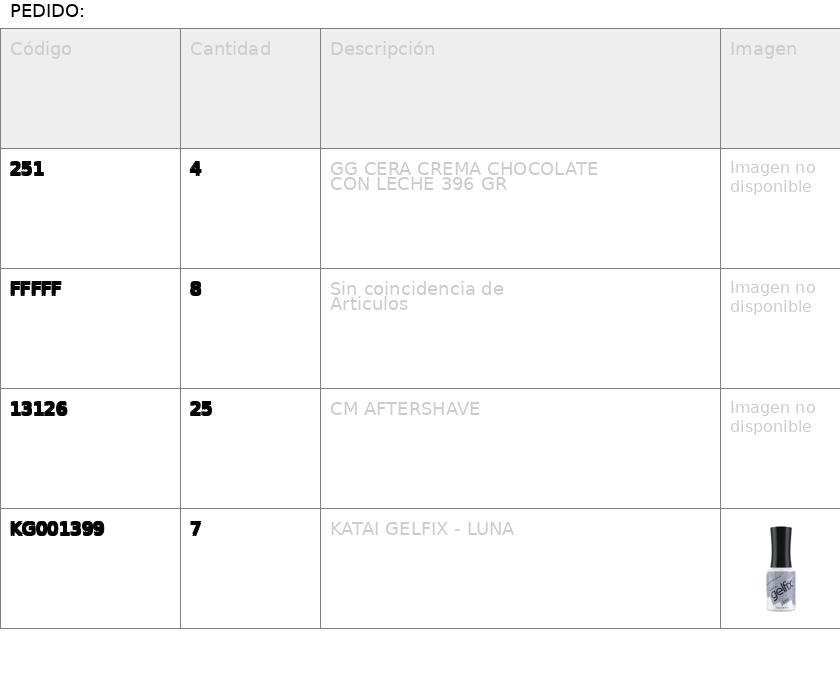 PEDIDO:
Código Cantidad Descripción Imagen
251 4 GG CERA CREMA CHOCOLATE Imagen no
CON LECHE 396 GR disponible
FFFFF 8 Sin coincidencia de Imagen no
Articulos disponible
13126 25 CM AFTERSHAVE Imagen no
disponible
KG001399 7 KATAI GELFIX - LUNA
gelfix